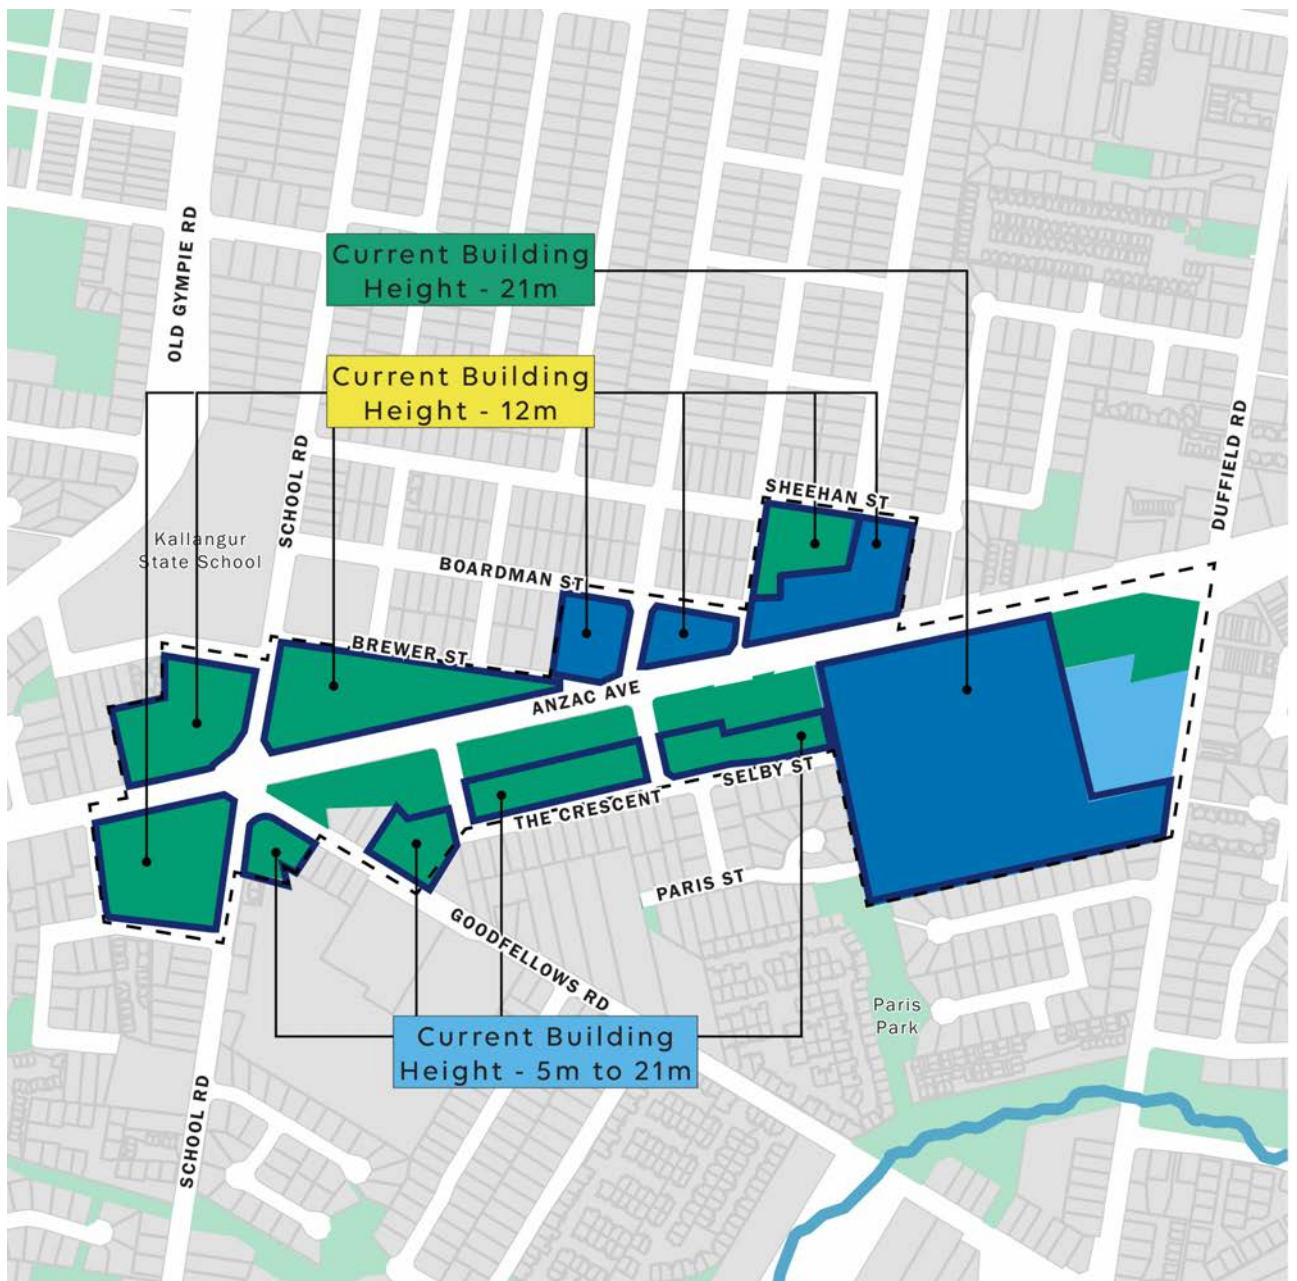 OLD GYMPIE RD
Current Building
Height - 21m
Current Building
Height - 12m
SCHOOL RD
DUFFIELD RD
SHEEHAN ST
Kallangur
State School
BOARDMAN ST
BREWER ST
ANZAC AVE
SELBY ST
THE CRESCENT
PARIS ST
GOODFELLOWS RD
Paris
Park
Current Building
Height - 5m to 21m
SCHOOL RD